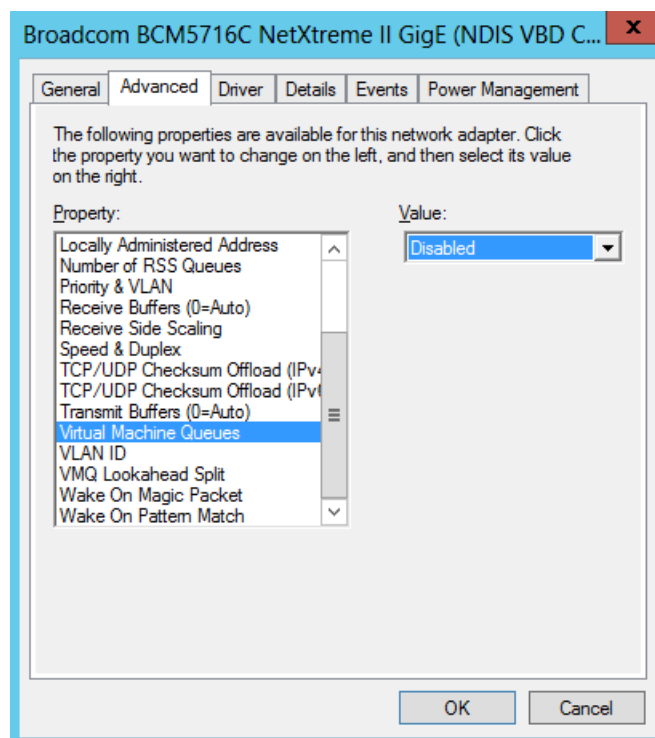 Broadcom BCM5716C NetXtreme II GigE (NDIS VBD C...
x
General Advanced Driver Details Events Power Management
The following properties are available for this network adapter. Click
the property you want to change on the left, and then select its value
on the right.
Property:
Value:
Locally Administered Address
Number of RSS Queues
Priority & VLAN
Receive Buffers (0=Auto)
Receive Side Scaling
Speed & Duplex
TCP/UDP Checksum Offload (IPv4
TCP/UDP Checksum Offload (IPv6
Transmit Buffers (0=Auto)
Virtual Machine Queues
VLAN ID
VMQ Lookahead Split
Wake On Magic Packet
Wake On Pattern Match
Disabled
OK Cancel